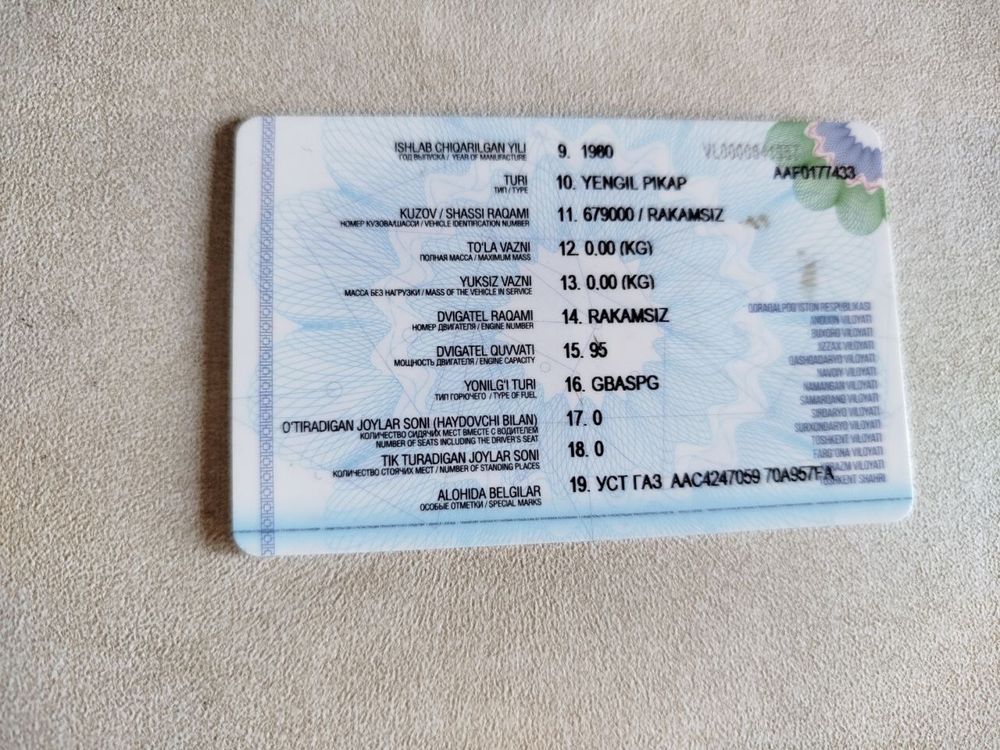 ISHLAB CHIQARILGAN YILI 9. 1980
ГОД ВЫПУСКА / YEAR OF MANUFACTURE
AAF0177433
TURI 10. YENGIL PIKAP
ТИП / TYPE
KUZOV / SHASSI RAQAMI 11. 679000 / RAKAMSIZ
НОМЕР КУЗОВА/ШАССИ / VEHICLE IDENTIFICATION NUMBER
TO'LA VAZNI 12. 0.00 (KG)
ПОЛНАЯ МАССА / MAXIMUM MASS
YUKSIZ VAZNI 13. 0.00 (KG)
МАССА БЕЗ НАГРУЗКИ / MASS OF THE VEHICLE IN SERVICE
DVIGATEL RAQAMI 14. RAKAMSIZ
НОМЕР ДВИГАТЕЛЯ / ENGINE NUMBER
DVIGATEL QUVVATI 15. 95
МОЩНОСТЬ ДВИГАТЕЛЯ / ENGINE CAPACITY
YONILG'I TURI 16. GBASPG
ТИП ГОРЮЧЕГО / TYPE OF FUEL
O'TIRADIGAN JOYLAR SONI (HAYDOVCHI BILAN) 17. 0
КОЛИЧЕСТВО СИДЯЧИХ МЕСТ ВМЕСТЕ С ВОДИТЕЛЕМ
NUMBER OF SEATS INCLUDING THE DRIVER'S SEAT
TIK TURADIGAN JOYLAR SONI 18. 0
КОЛИЧЕСТВО СТОЯЧИХ МЕСТ / NUMBER OF STANDING PLACES
ALOHIDA BELGILAR 19. УСТ ГАЗ AAC4247059 70A957FA
ОСОБЫЕ ОТМЕТКИ / SPECIAL MARKS
QORAQALPOG'ISTON RESPUBLIKASI
ANDIJON VILOYATI
BUXORO VILOYATI
JIZZAX VILOYATI
QASHQADARYO VILOYATI
NAVOIY VILOYATI
NAMANGAN VILOYATI
SAMARQAND VILOYATI
SIRDARYO VILOYATI
SURXONDARYO VILOYATI
TOSHKENT VILOYATI
FARG'ONA VILOYATI
VILOYATI
TOSHKENT SHAHRI